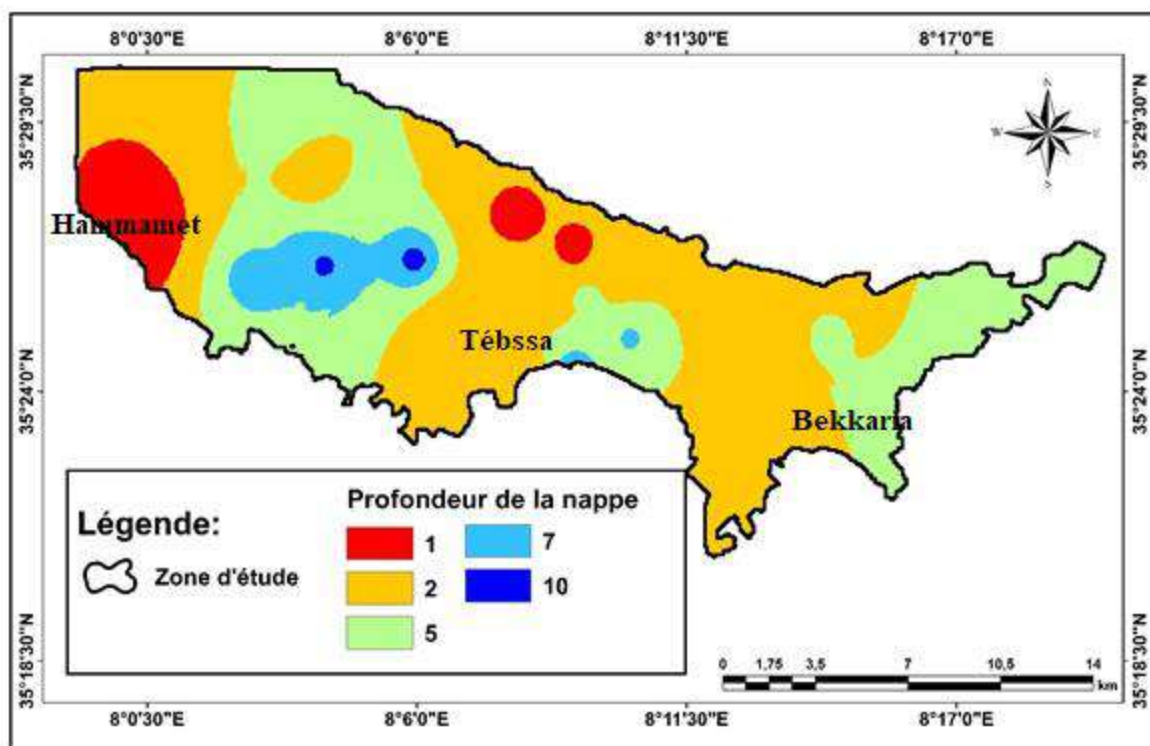 8°0'30"E 8°6'0"E 8°11'30"E 8°17'0"E
35°29'30"N 35°29'30"N
N
W E
S
Hammamet
Tébssa
35°24'0"N 35°24'0"N
Bekkaria
Légende:
Zone d'étude
Profondeur de la nappe
1 7
2 10
5
35°18'30"N 35°18'30"N
0 1,75 3,5 7 10,5 14
km
8°0'30"E 8°6'0"E 8°11'30"E 8°17'0"E